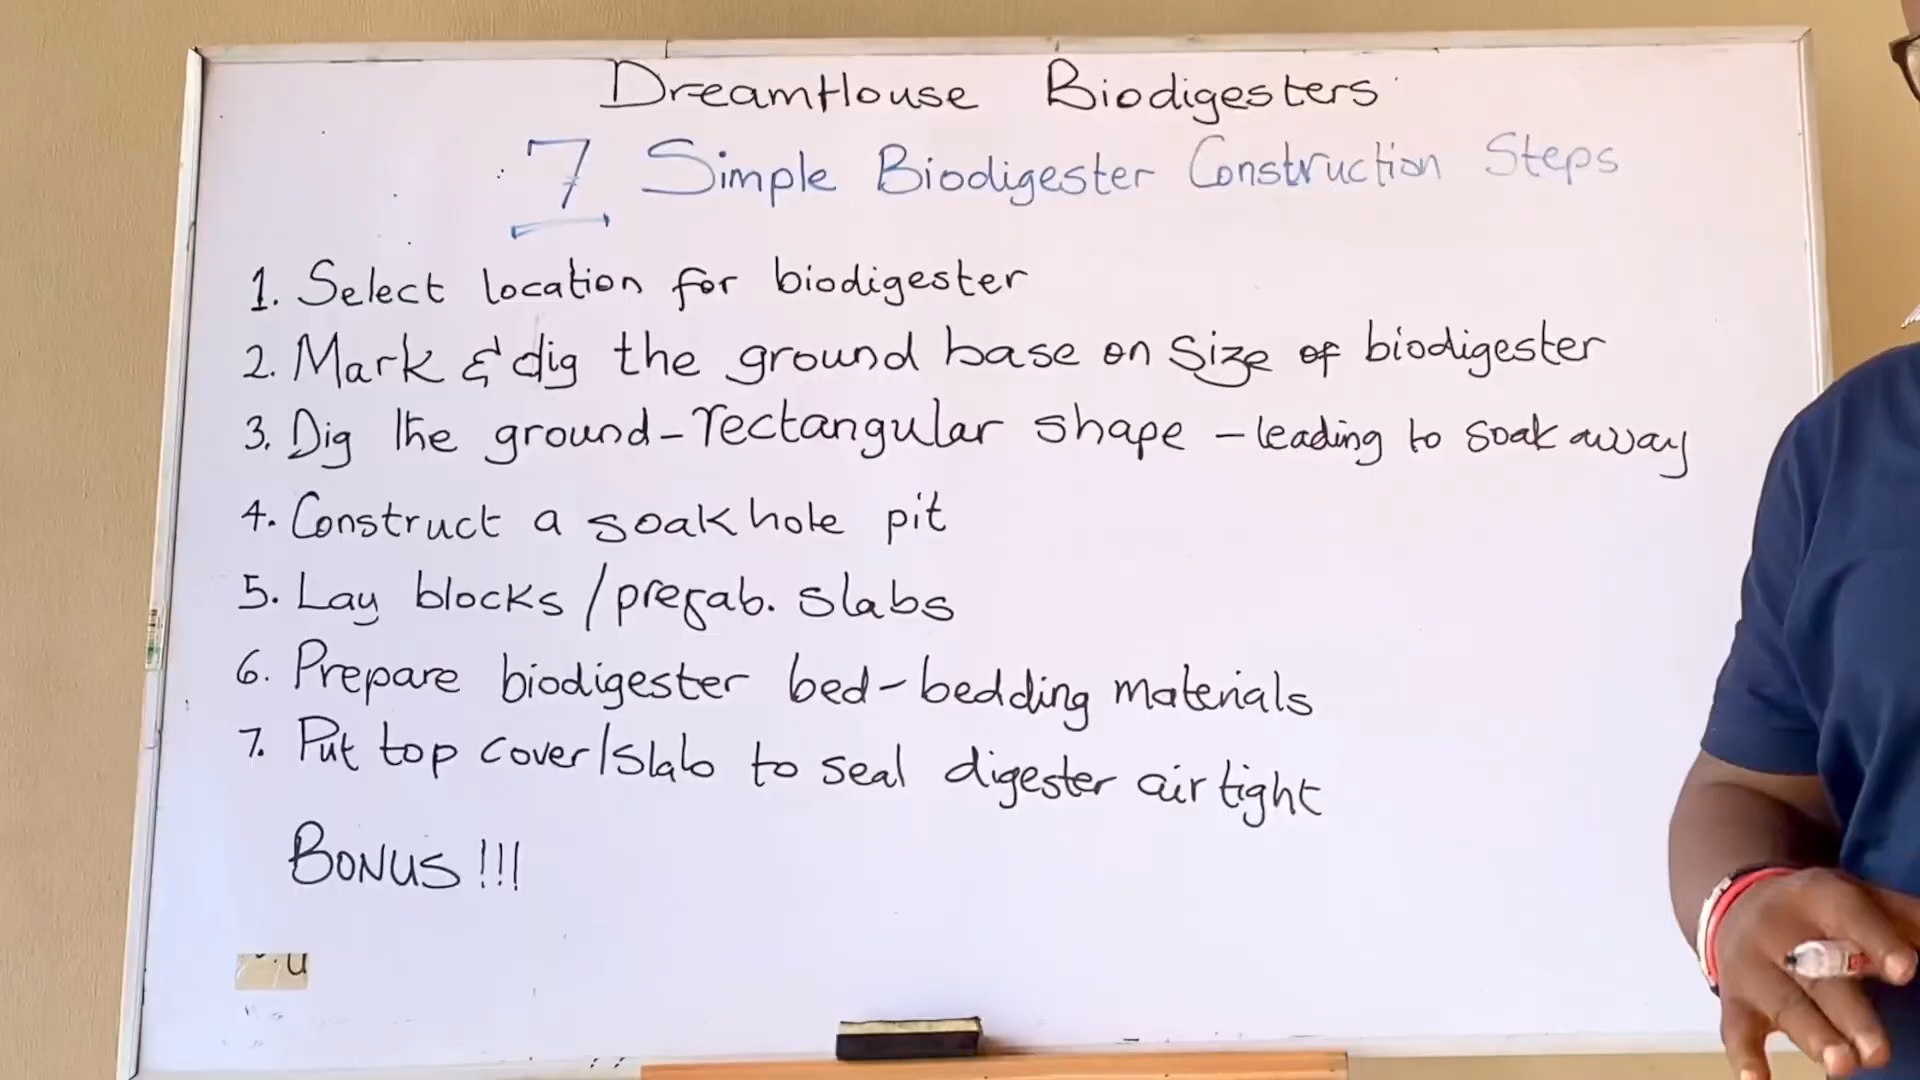 DreamHouse Biodigesters
7 Simple Biodigester Construction Steps
1. Select location for biodigester
2. Mark & dig the ground base on size of biodigester
3. Dig the ground - rectangular shape - leading to soak away
4. Construct a soak hole pit
5. Lay blocks / prefab. slabs
6. Prepare biodigester bed - bedding materials
7. Put top cover/slab to seal digester air tight
BONUS!!!